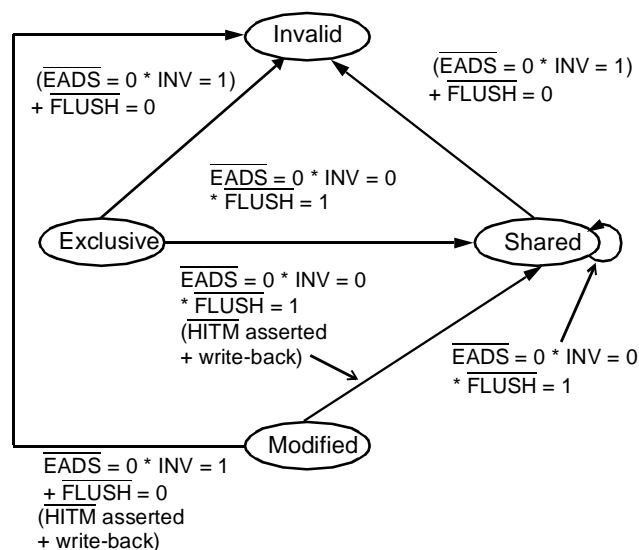 Invalid
(EADS = 0 * INV = 1)
+ FLUSH = 0
(EADS = 0 * INV = 1)
+ FLUSH = 0
EADS = 0 * INV = 0
* FLUSH = 1
Exclusive
Shared
EADS = 0 * INV = 0
* FLUSH = 1
(HITM asserted
+ write-back)
EADS = 0 * INV = 0
* FLUSH = 1
Modified
EADS = 0 * INV = 1
+ FLUSH = 0
(HITM asserted
+ write-back)